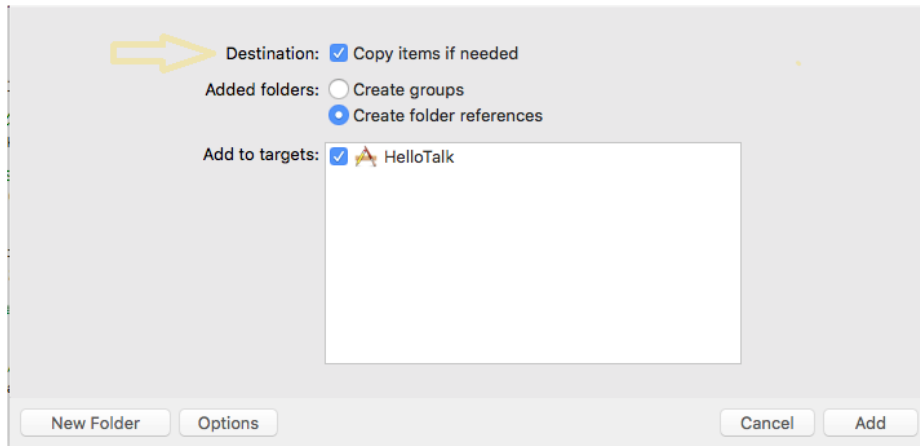 Destination: Copy items if needed
Added folders: Create groups
Create folder references
Add to targets: HelloTalk
New Folder Options Cancel Add